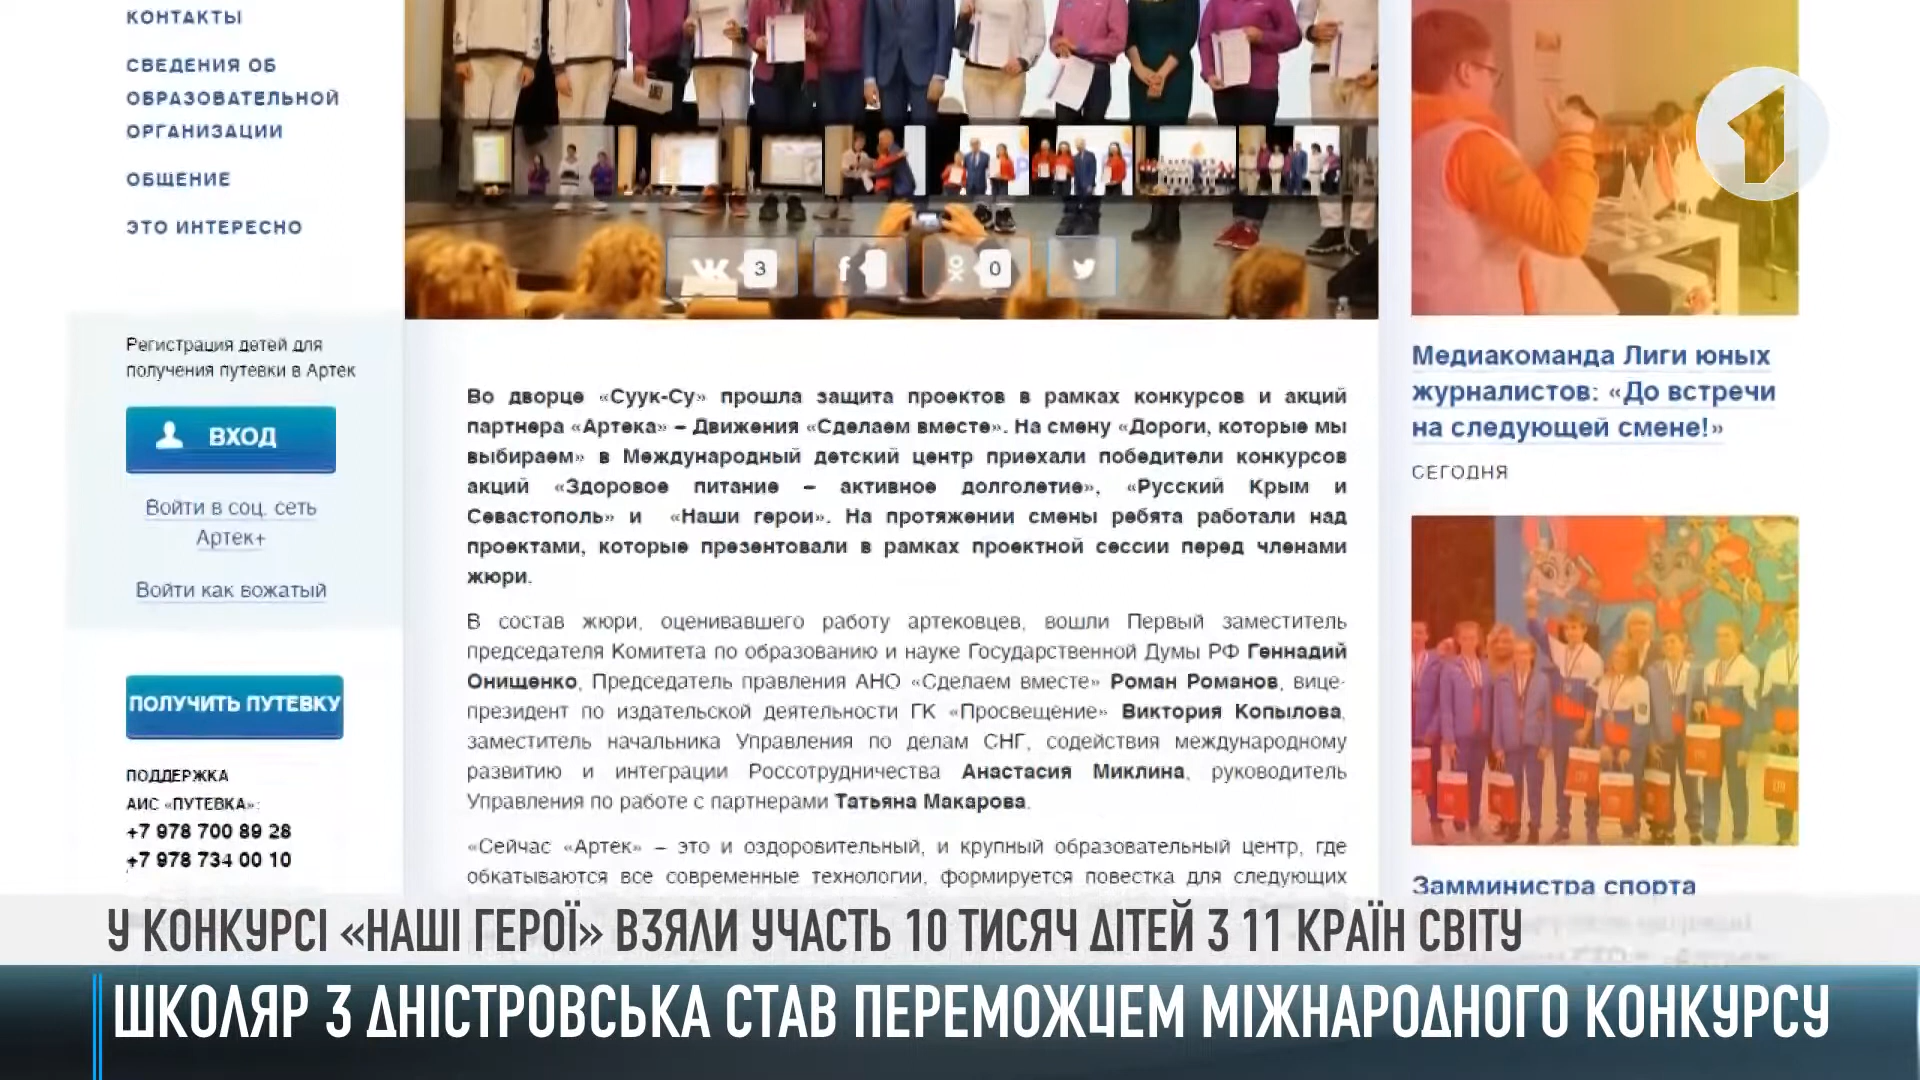 КОНТАКТЫ
СВЕДЕНИЯ ОБ
ОБРАЗОВАТЕЛЬНОЙ
ОРГАНИЗАЦИИ
ОБЩЕНИЕ
ЭТО ИНТЕРЕСНО
3
0
Регистрация детей для
получения путевки в Артек
ВХОД
Войти в соц. сеть
Артек+
Войти как вожатый
ПОЛУЧИТЬ ПУТЕВКУ
ПОДДЕРЖКА
АИС «ПУТЕВКА»:
+7 978 700 89 28
+7 978 734 00 10
Во дворце «Суук-Су» прошла защита проектов в рамках конкурсов и акций
партнера «Артека» – Движения «Сделаем вместе». На смену «Дороги, которые мы
выбираем» в Международный детский центр приехали победители конкурсов
акций «Здоровое питание – активное долголетие», «Русский Крым и
Севастополь» и «Наши герои». На протяжении смены ребята работали над
проектами, которые презентовали в рамках проектной сессии перед членами
жюри.
В состав жюри, оценивавшего работу артековцев, вошли Первый заместитель
председателя Комитета по образованию и науке Государственной Думы РФ Геннадий
Онищенко, Председатель правления АНО «Сделаем вместе» Роман Романов, вице-
президент по издательской деятельности ГК «Просвещение» Виктория Копылова,
заместитель начальника Управления по делам СНГ, содействия международному
развитию и интеграции Россотрудничества Анастасия Миклина, руководитель
Управления по работе с партнерами Татьяна Макарова.
«Сейчас «Артек» – это и оздоровительный, и крупный образовательный центр, где
обкатываются все современные технологии, формируется повестка для следующих
Медиакоманда Лиги юных
журналистов: «До встречи
на следующей смене!»
СЕГОДНЯ
Замминистра спорта
У КОНКУРСІ «НАШІ ГЕРОЇ» ВЗЯЛИ УЧАСТЬ 10 ТИСЯЧ ДІТЕЙ З 11 КРАЇН СВІТУ
ШКОЛЯР З ДНІСТРОВСЬКА СТАВ ПЕРЕМОЖЦЕМ МІЖНАРОДНОГО КОНКУРСУ